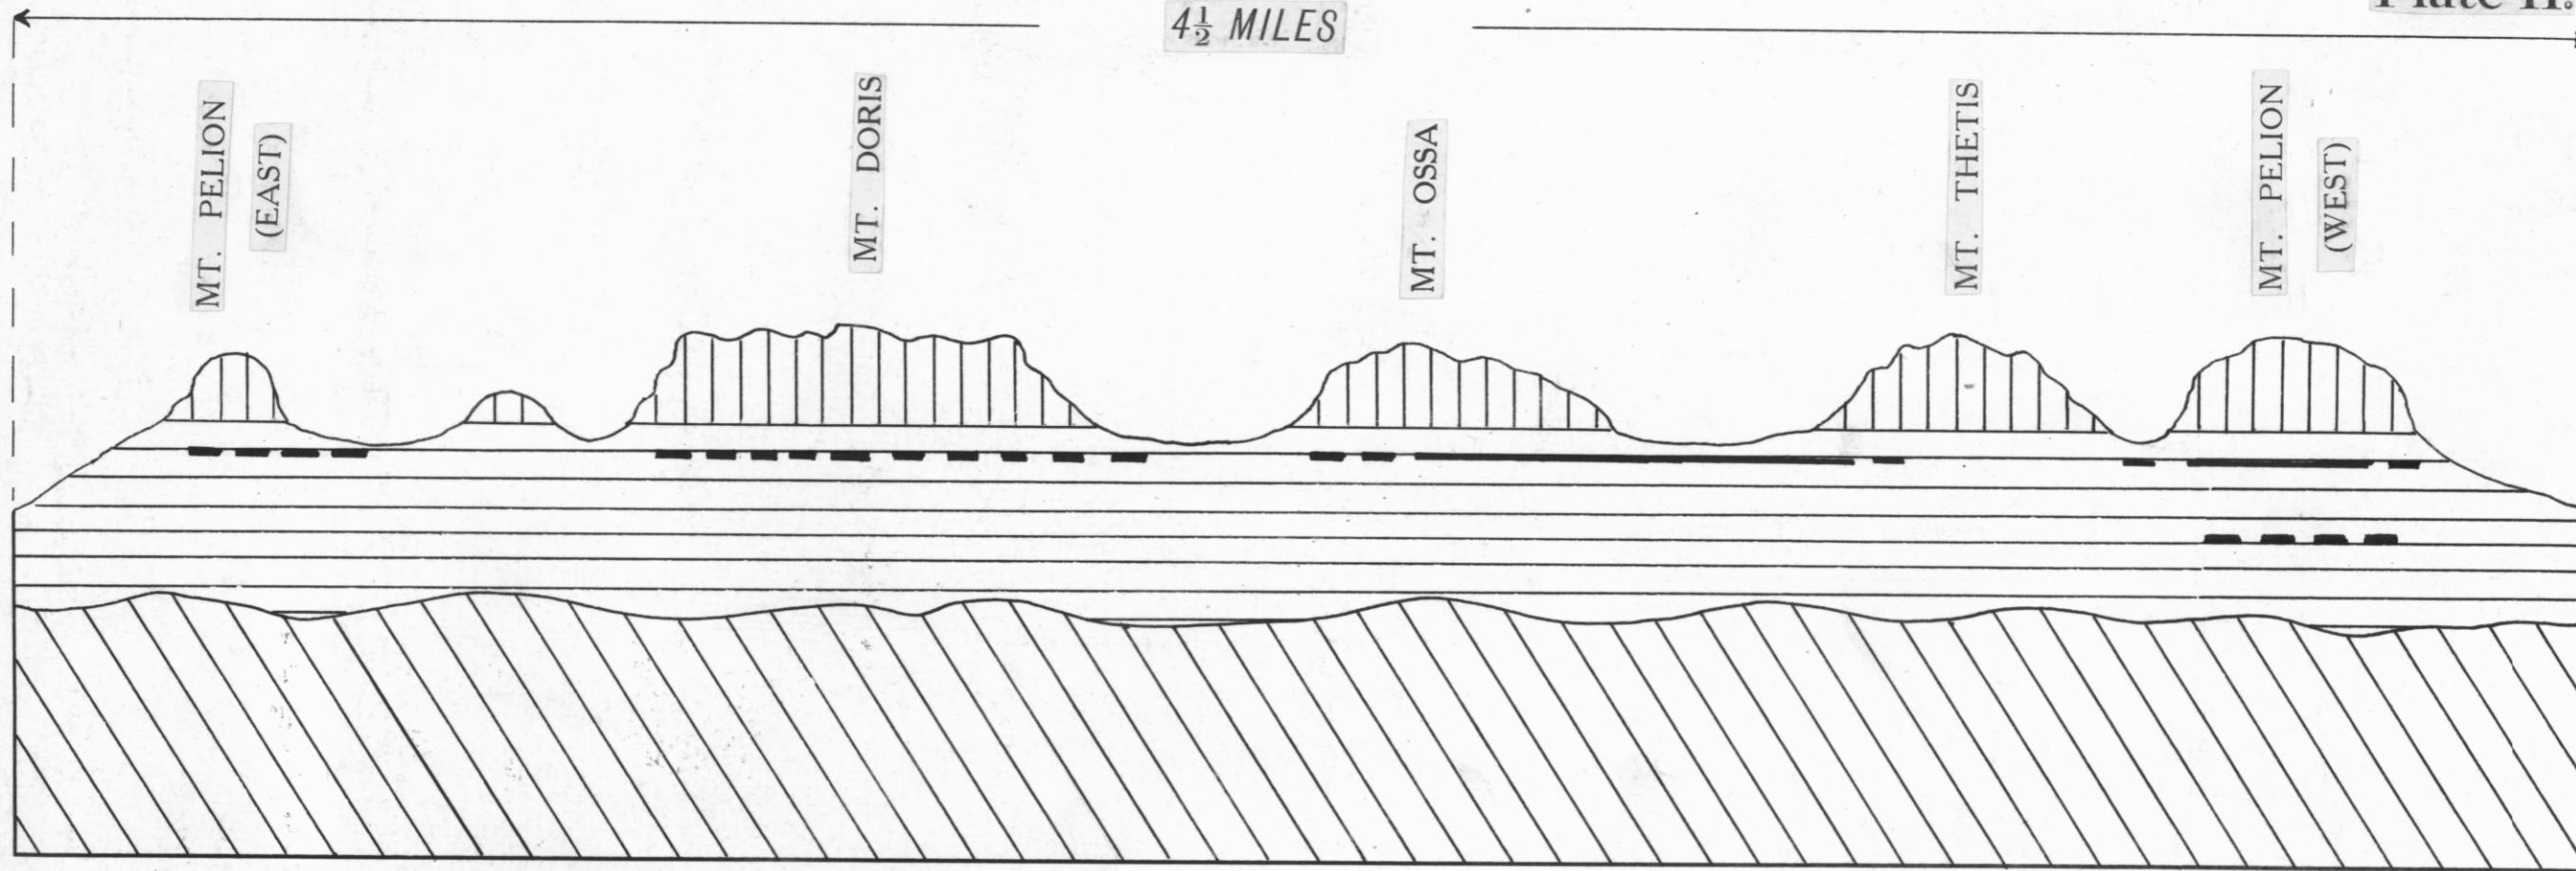 4½ MILES
MT. PELION
(EAST)
MT. DORIS
MT. OSSA
MT. THETIS
MT. PELION
(WEST)
Plate II.